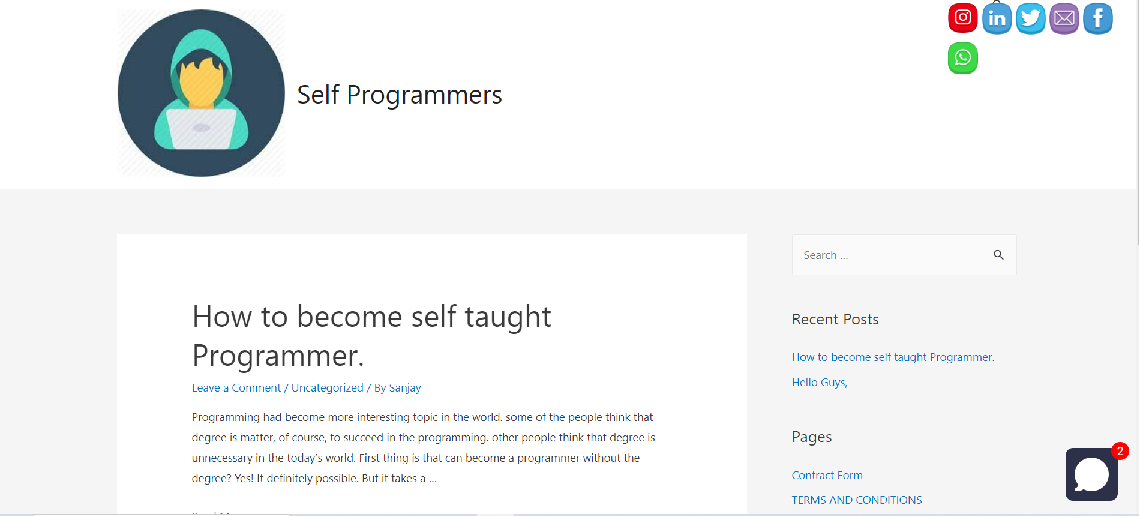 Self Programmers
Search ...
How to become self taught
Programmer.
Leave a Comment / Uncategorized / By Sanjay
Programming had become more interesting topic in the world. some of the people think that
degree is matter, of course, to succeed in the programming. other people think that degree is
unnecessary in the today's world. First thing is that can become a programmer without the
degree? Yes! It definitely possible. But it takes a ...
Recent Posts
How to become self taught Programmer.
Hello Guys,
Pages
Contract Form
TERMS AND CONDITIONS
2